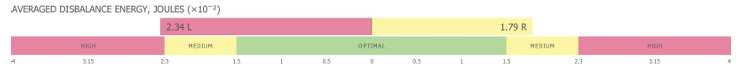 AVERAGED DISBALANCE ENERGY, JOULES (×10⁻²)
2.34 L 1.79 R
HIGH MEDIUM OPTIMAL MEDIUM HIGH
4 3.15 2.3 1.5 1 0.5 0 0.5 1 1.5 2.3 3.15 4